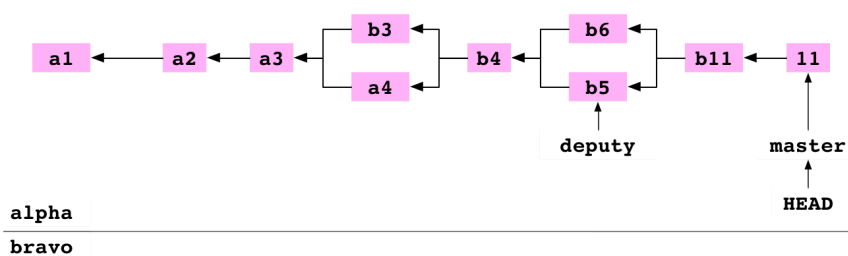 b3 b6
a1 a2 a3 b4 b11 11
a4 b5
deputy master
HEAD
alpha
bravo